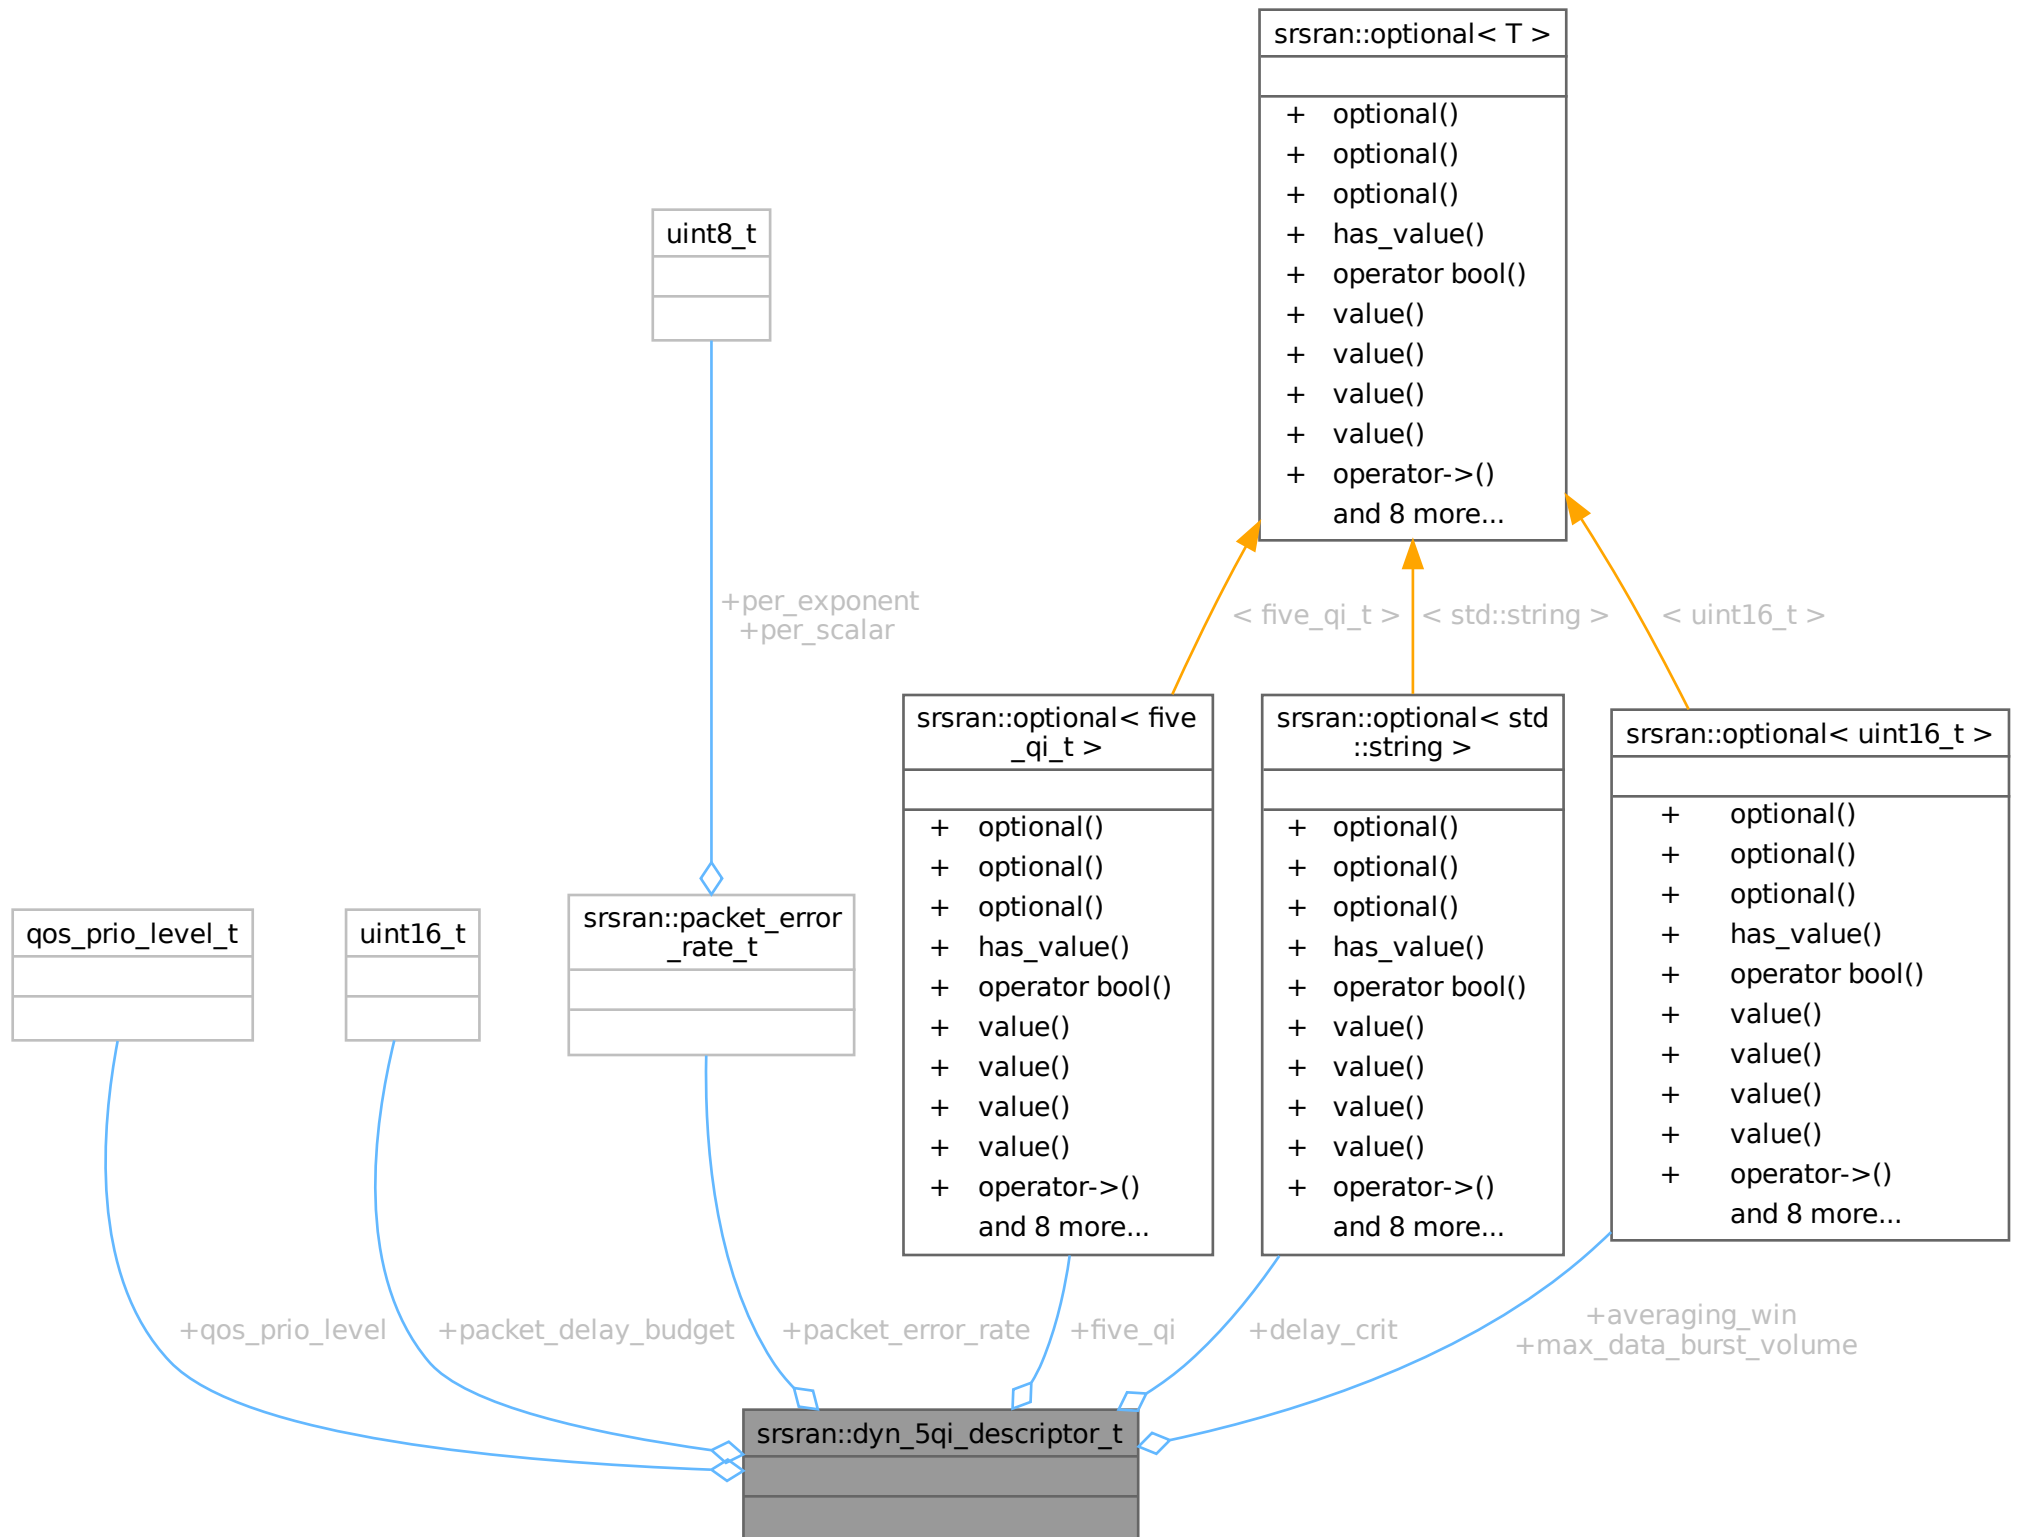 srsran::optional< T >
+ optional()
+ optional()
+ optional()
+ has_value()
+ operator bool()
+ value()
+ value()
+ value()
+ value()
+ operator->()
and 8 more...
uint8_t
+per_exponent
+per_scalar
< five_qi_t >
< std::string >
< uint16_t >
qos_prio_level_t
uint16_t
srsran::packet_error
_rate_t
srsran::optional< five
_qi_t >
+ optional()
+ optional()
+ optional()
+ has_value()
+ operator bool()
+ value()
+ value()
+ value()
+ value()
+ operator->()
and 8 more...
srsran::optional< std
::string >
+ optional()
+ optional()
+ optional()
+ has_value()
+ operator bool()
+ value()
+ value()
+ value()
+ value()
+ operator->()
and 8 more...
srsran::optional< uint16_t >
+ optional()
+ optional()
+ optional()
+ has_value()
+ operator bool()
+ value()
+ value()
+ value()
+ value()
+ operator->()
and 8 more...
+qos_prio_level
+packet_delay_budget
+packet_error_rate
+five_qi
+delay_crit
+averaging_win
+max_data_burst_volume
srsran::dyn_5qi_descriptor_t